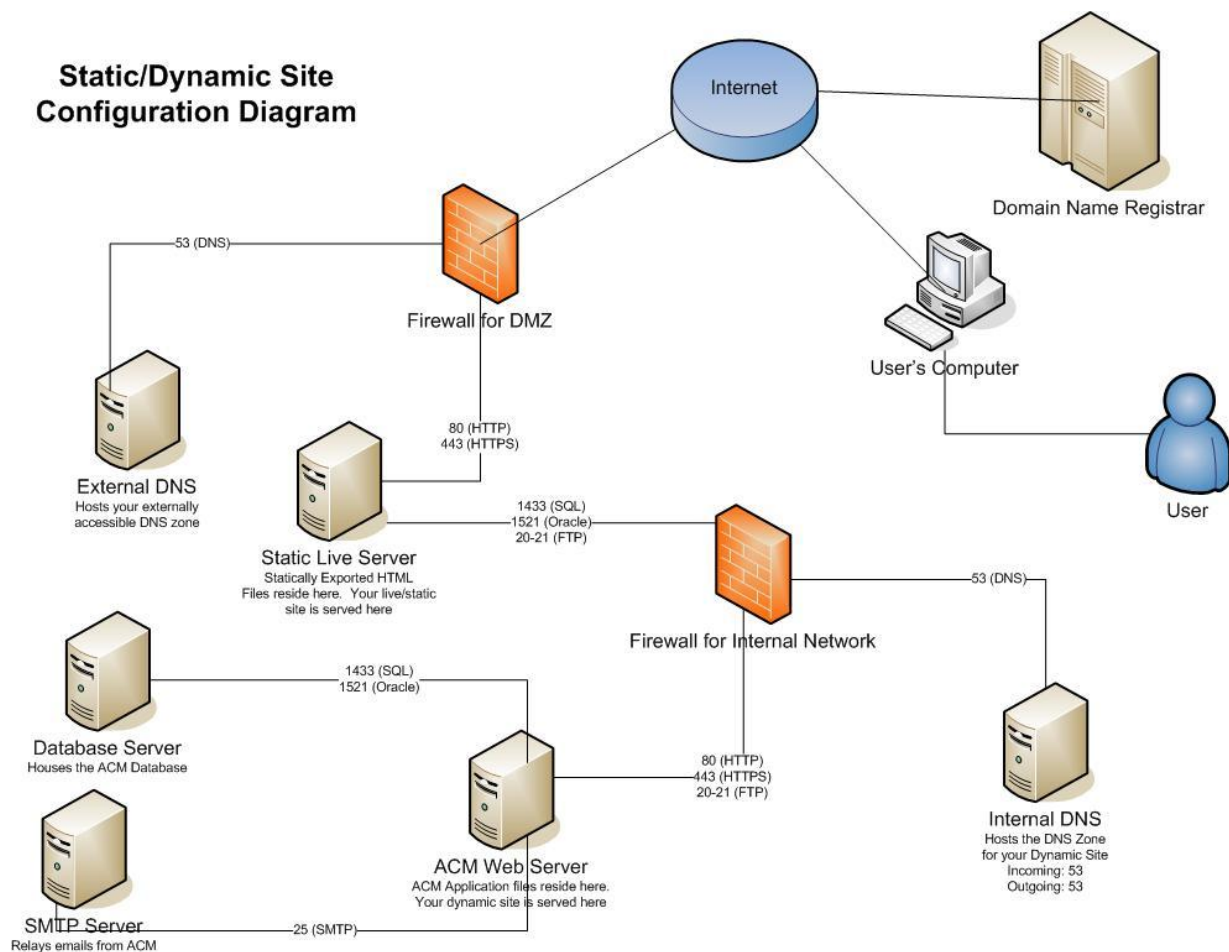 Static/Dynamic Site
Configuration Diagram
Internet
Domain Name Registrar
53 (DNS)
Firewall for DMZ
User's Computer
80 (HTTP)
443 (HTTPS)
External DNS
Hosts your externally
accessible DNS zone
User
1433 (SQL)
1521 (Oracle)
20-21 (FTP)
Static Live Server
Statically Exported HTML
Files reside here. Your live/static
site is served here
53 (DNS)
Firewall for Internal Network
1433 (SQL)
1521 (Oracle)
Database Server
Houses the ACM Database
80 (HTTP)
443 (HTTPS)
20-21 (FTP)
Internal DNS
Hosts the DNS Zone
for your Dynamic Site
Incoming: 53
Outgoing: 53
ACM Web Server
ACM Application files reside here.
Your dynamic site is served here
SMTP Server
Relays emails from ACM
25 (SMTP)